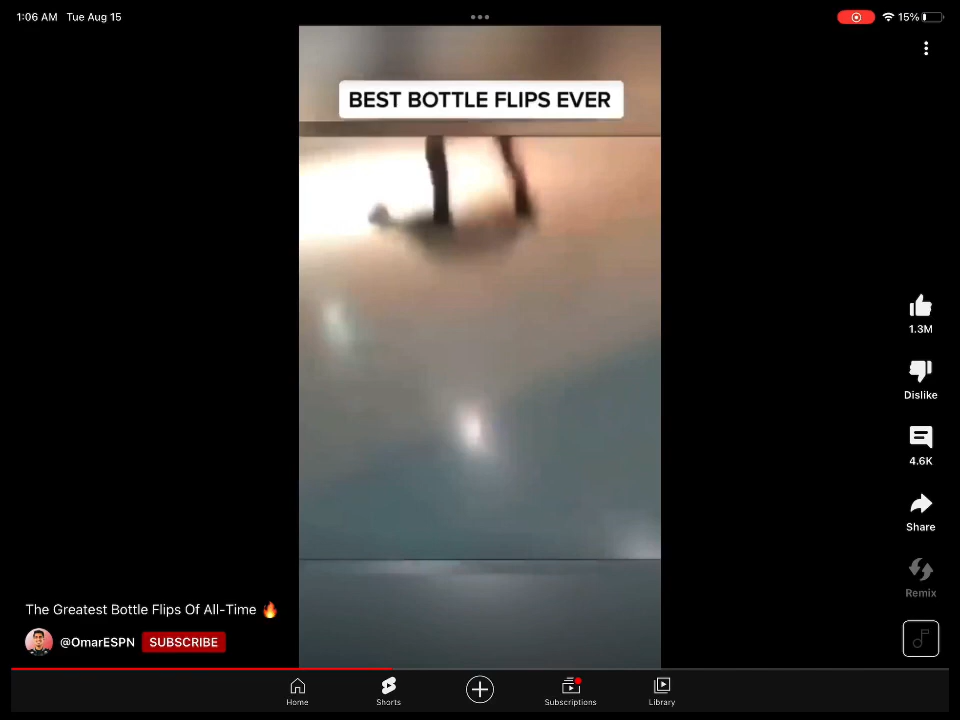 1:06 AM Tue Aug 15
15%
BEST BOTTLE FLIPS EVER
1.3M
Dislike
4.6K
Share
Remix
The Greatest Bottle Flips Of All-Time 🔥
@OmarESPN SUBSCRIBE
Home Shorts Subscriptions Library